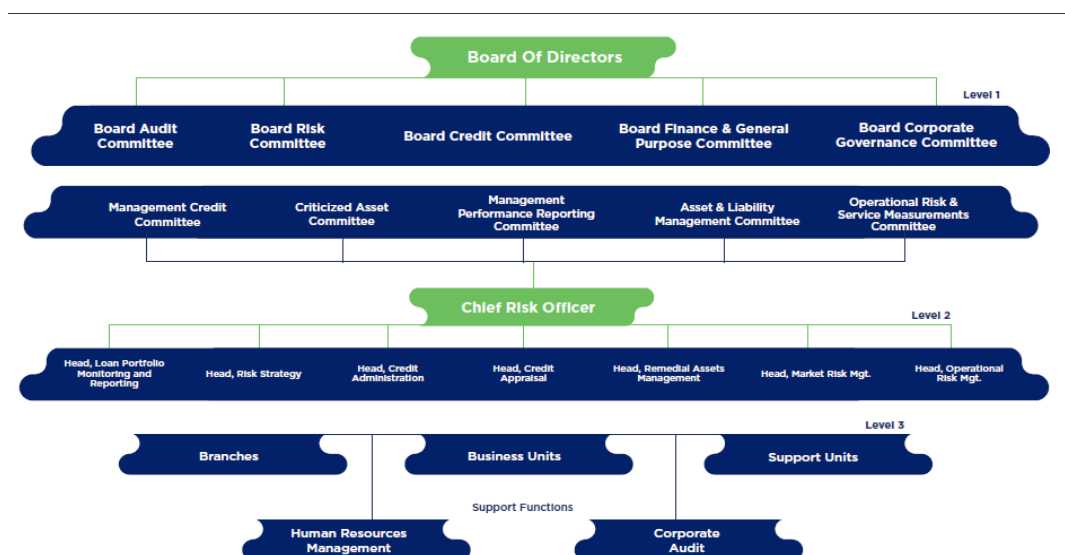 Board Of Directors
Level 1
Board Audit
Committee
Board Risk
Committee
Board Credit Committee
Board Finance & General
Purpose Committee
Board Corporate
Governance Committee
Management Credit
Committee
Criticized Asset
Committee
Management
Performance Reporting
Committee
Asset & Liability
Management Committee
Operational Risk &
Service Measurements
Committee
Chief Risk Officer
Level 2
Head, Loan Portfolio
Monitoring and
Reporting
Head, Risk Strategy
Head, Credit
Administration
Head, Credit
Appraisal
Head, Remedial Assets
Management
Head, Market Risk Mgt.
Head, Operational
Risk Mgt.
Level 3
Branches
Business Units
Support Units
Support Functions
Human Resources
Management
Corporate
Audit